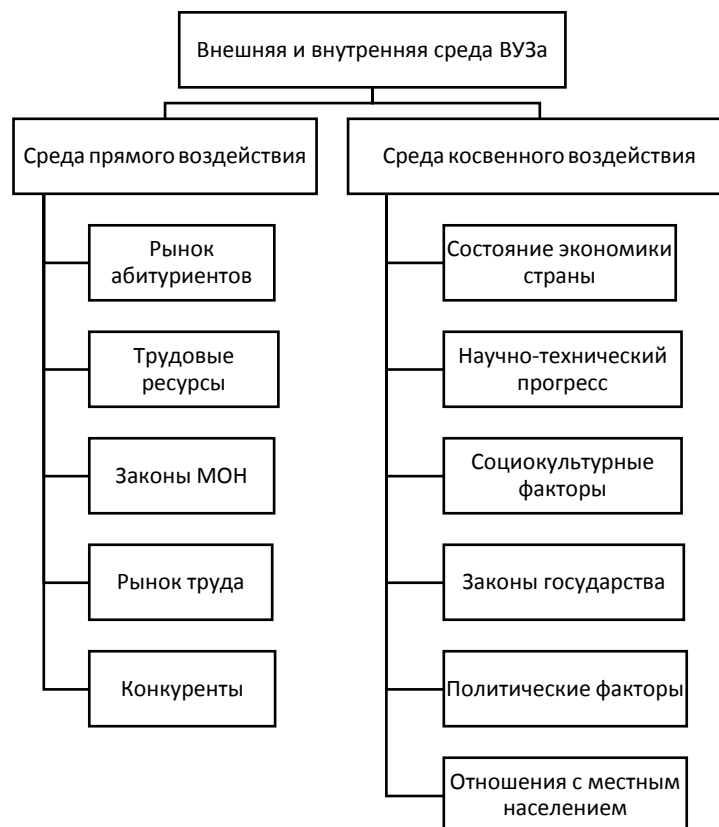 Внешняя и внутренняя среда ВУЗа
Среда прямого воздействия
Рынок
абитуриентов
Трудовые
ресурсы
Законы МОН
Рынок труда
Конкуренты
Среда косвенного воздействия
Состояние экономики
страны
Научно-технический
прогресс
Социокультурные
факторы
Законы государства
Политические факторы
Отношения с местным
населением